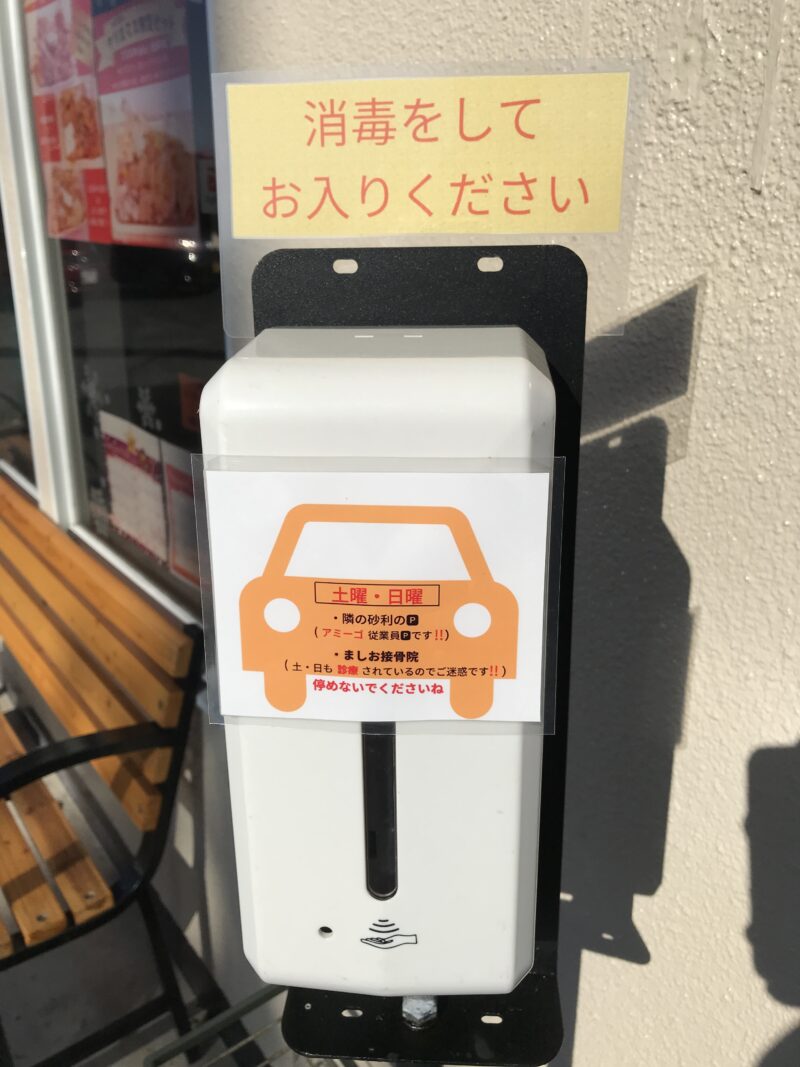 消毒をして
お入りください
土曜・日曜
・隣の砂利の🅿
(アミーゴ 従業員🅿です!!)
・ましお接骨院
(土・日も 診療 されているのでご迷惑です!!)
停めないでくださいね